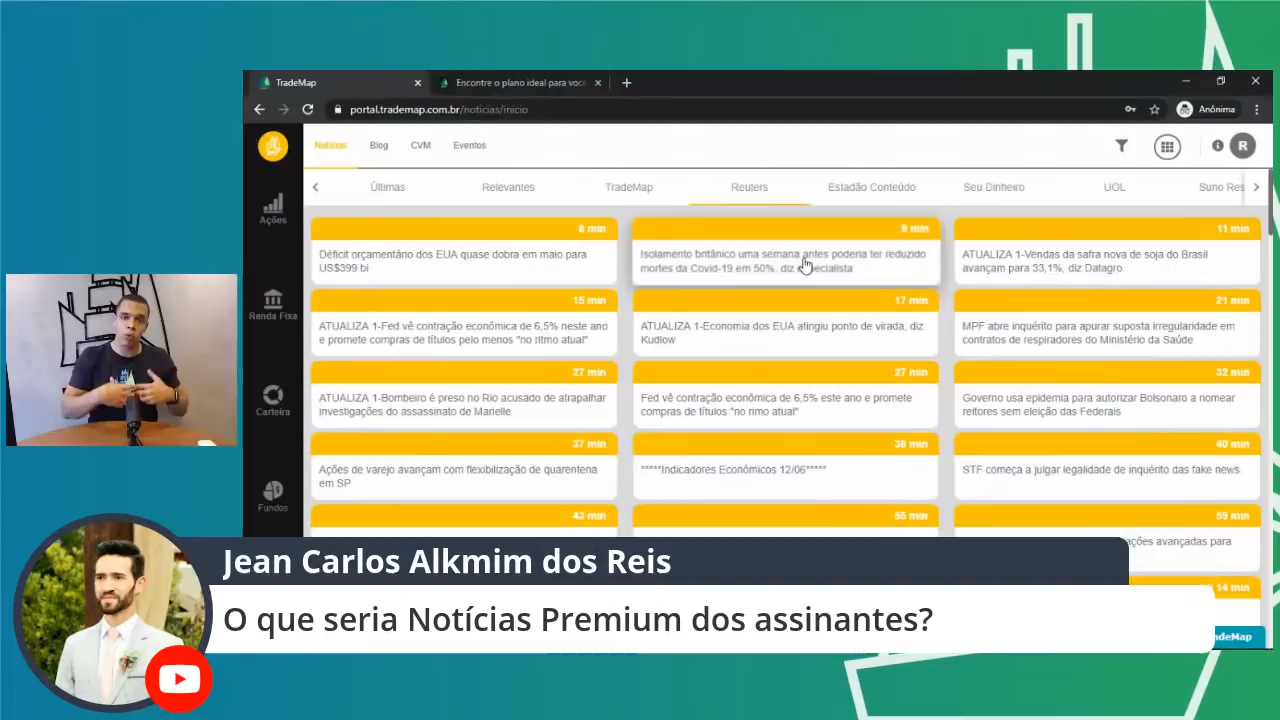 TradeMap
Encontre o plano ideal para você
portal.trademap.com.br/noticias/inicio
Anônima
Notícias Blog CVM Eventos
R
Últimas Relevantes TradeMap Reuters Estadão Conteúdo Seu Dinheiro UOL Suno Res
Ações
Renda Fixa
Carteira
Fundos
8 min
Déficit orçamentário dos EUA quase dobra em maio para
US$399 bi
9 min
Isolamento britânico uma semana antes poderia ter reduzido
mortes da Covid-19 em 50%, diz especialista
11 min
ATUALIZA 1-Vendas da safra nova de soja do Brasil
avançam para 33,1%, diz Datagro
15 min
ATUALIZA 1-Fed vê contração econômica de 6,5% neste ano
e promete compras de títulos pelo menos "no ritmo atual"
17 min
ATUALIZA 1-Economia dos EUA atingiu ponto de virada, diz
Kudlow
21 min
MPF abre inquérito para apurar suposta irregularidade em
contratos de respiradores do Ministério da Saúde
27 min
ATUALIZA 1-Bombeiro é preso no Rio acusado de atrapalhar
investigações do assassinato de Marielle
27 min
Fed vê contração econômica de 6,5% este ano e promete
compras de títulos "no rimo atual"
32 min
Governo usa epidemia para autorizar Bolsonaro a nomear
reitores sem eleição das Federais
37 min
Ações de varejo avançam com flexibilização de quarentena
em SP
38 min
*****Indicadores Econômicos 12/06*****
40 min
STF começa a julgar legalidade de inquérito das fake news
43 min
55 min
59 min
ações avançadas para
14 min
adeMap
Jean Carlos Alkmim dos Reis
O que seria Notícias Premium dos assinantes?